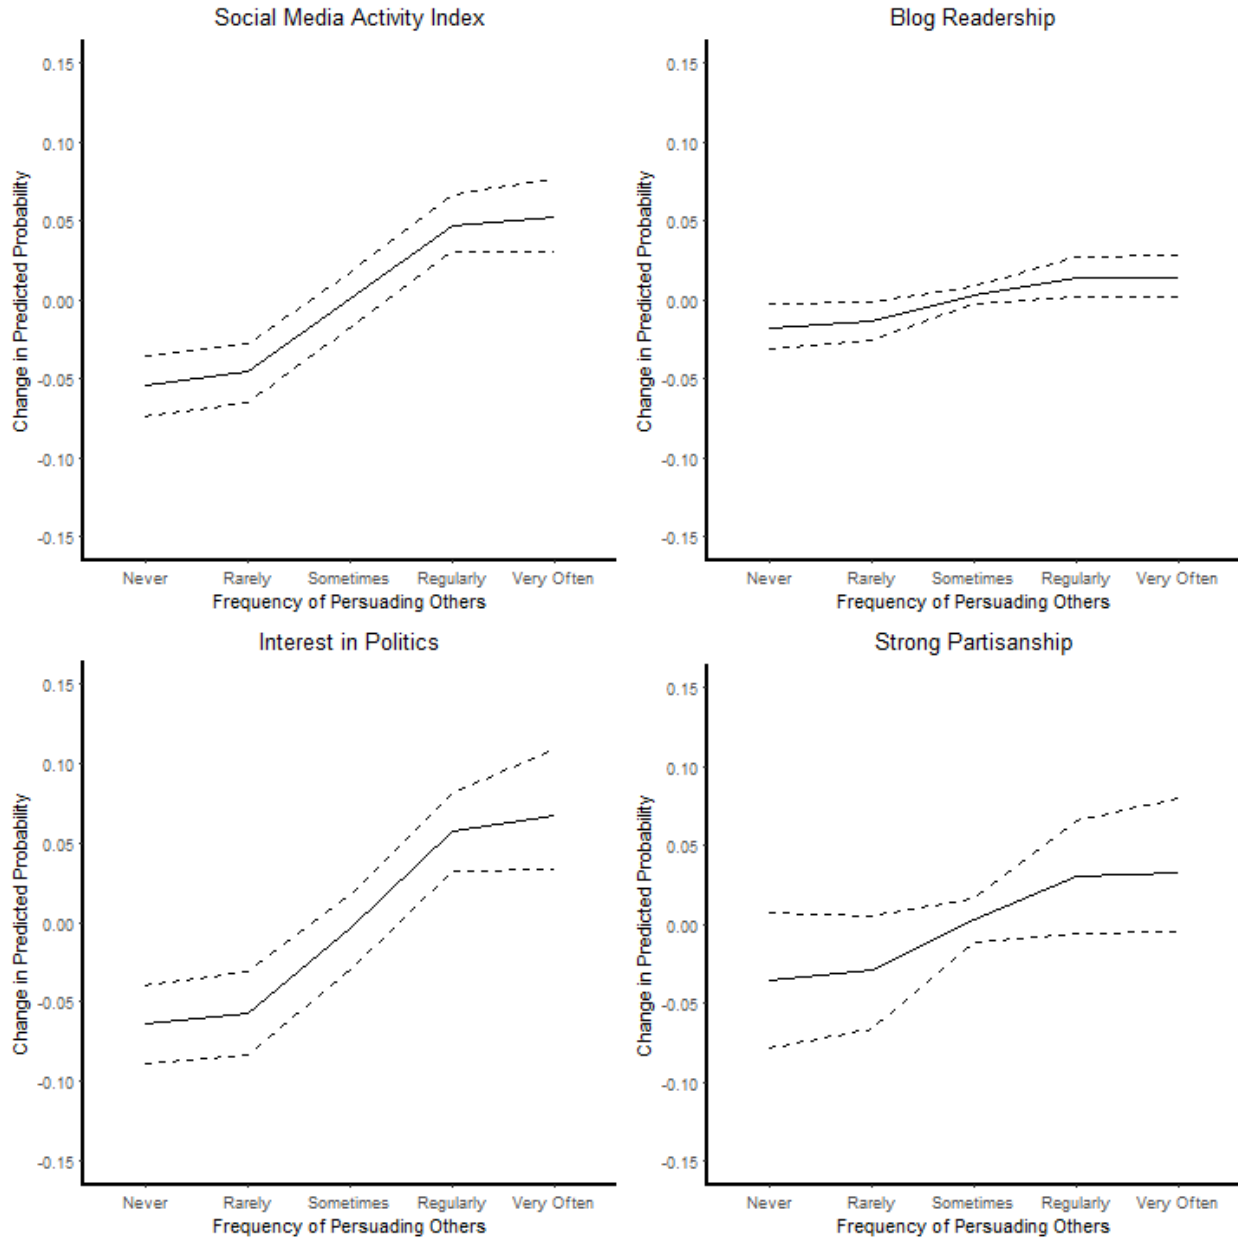 Social Media Activity Index
Change in Predicted Probability
0.15
0.10
0.05
0.00
-0.05
-0.10
-0.15
Never Rarely Sometimes Regularly Very Often
Frequency of Persuading Others
Blog Readership
Change in Predicted Probability
0.15
0.10
0.05
0.00
-0.05
-0.10
-0.15
Never Rarely Sometimes Regularly Very Often
Frequency of Persuading Others
Interest in Politics
Change in Predicted Probability
0.15
0.10
0.05
0.00
-0.05
-0.10
-0.15
Never Rarely Sometimes Regularly Very Often
Frequency of Persuading Others
Strong Partisanship
Change in Predicted Probability
0.15
0.10
0.05
0.00
-0.05
-0.10
-0.15
Never Rarely Sometimes Regularly Very Often
Frequency of Persuading Others